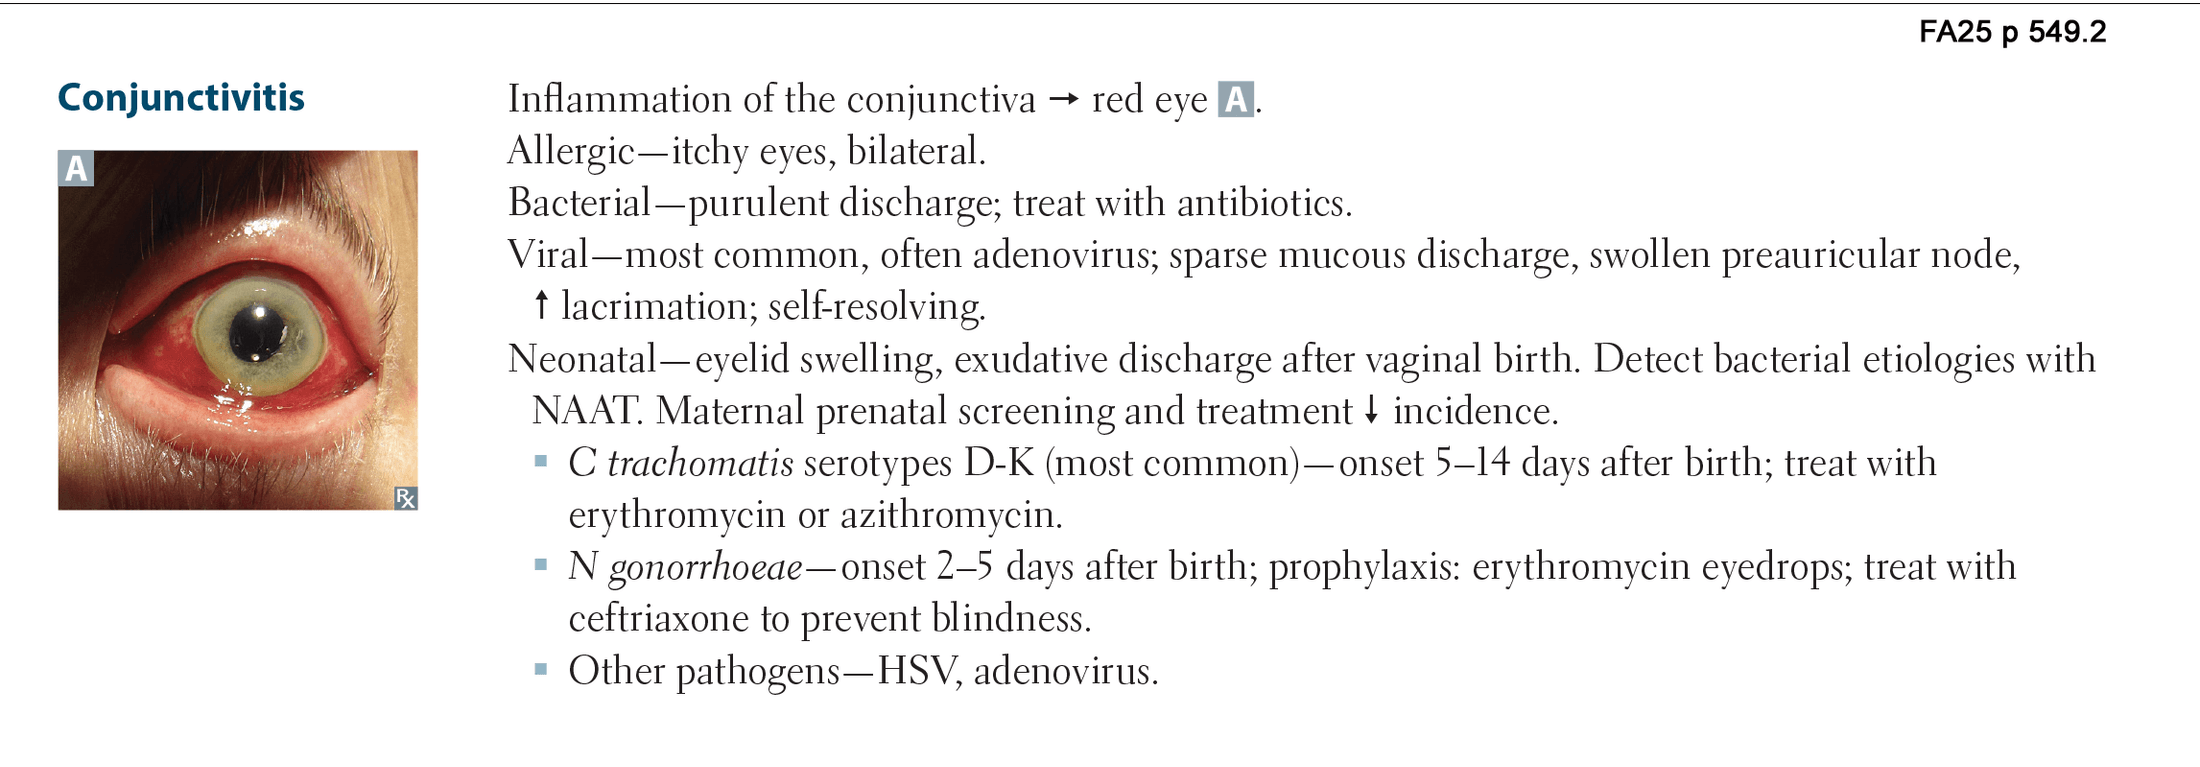 FA25 p 549.2
Conjunctivitis
A
Rx
Inflammation of the conjunctiva → red eye A.
Allergic—itchy eyes, bilateral.
Bacterial—purulent discharge; treat with antibiotics.
Viral—most common, often adenovirus; sparse mucous discharge, swollen preauricular node,
↑ lacrimation; self-resolving.
Neonatal—eyelid swelling, exudative discharge after vaginal birth. Detect bacterial etiologies with
NAAT. Maternal prenatal screening and treatment ↓ incidence.
▪ C trachomatis serotypes D-K (most common)—onset 5–14 days after birth; treat with
erythromycin or azithromycin.
▪ N gonorrhoeae—onset 2–5 days after birth; prophylaxis: erythromycin eyedrops; treat with
ceftriaxone to prevent blindness.
▪ Other pathogens—HSV, adenovirus.